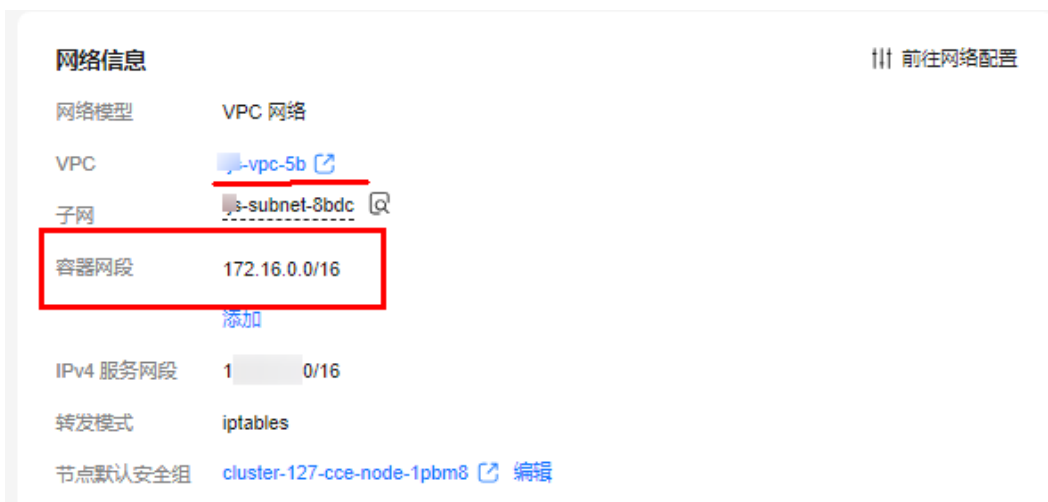 网络信息
前往网络配置
网络模型 VPC 网络
VPC -vpc-5b
子网 s-subnet-8bdc
容器网段 172.16.0.0/16
添加
IPv4 服务网段 1 0/16
转发模式 iptables
节点默认安全组 cluster-127-cce-node-1pbm8 编辑